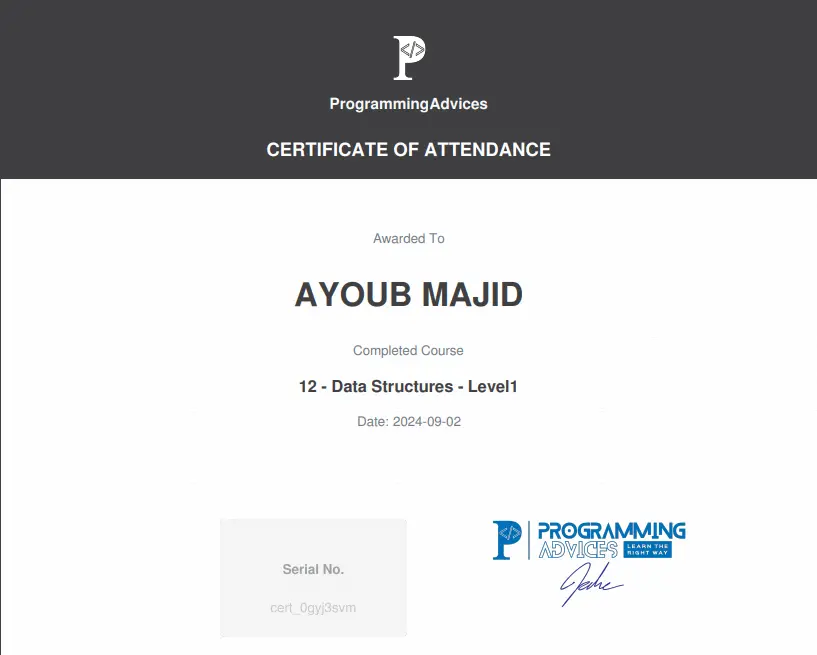 ProgrammingAdvices
CERTIFICATE OF ATTENDANCE
Awarded To
AYOUB MAJID
Completed Course
12 - Data Structures - Level1
Date: 2024-09-02
Serial No.
cert_0gyj3svm
PROGRAMMING
ADVICES
LEARN THE
RIGHT WAY